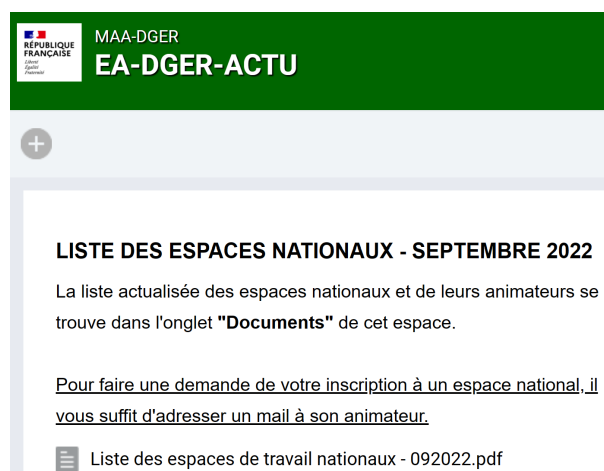 RÉPUBLIQUE
FRANÇAISE
Liberté
Égalité
Fraternité
MAA-DGER
EA-DGER-ACTU
LISTE DES ESPACES NATIONAUX - SEPTEMBRE 2022
La liste actualisée des espaces nationaux et de leurs animateurs se
trouve dans l'onglet "Documents" de cet espace.
Pour faire une demande de votre inscription à un espace national, il
vous suffit d'adresser un mail à son animateur.
Liste des espaces de travail nationaux - 092022.pdf